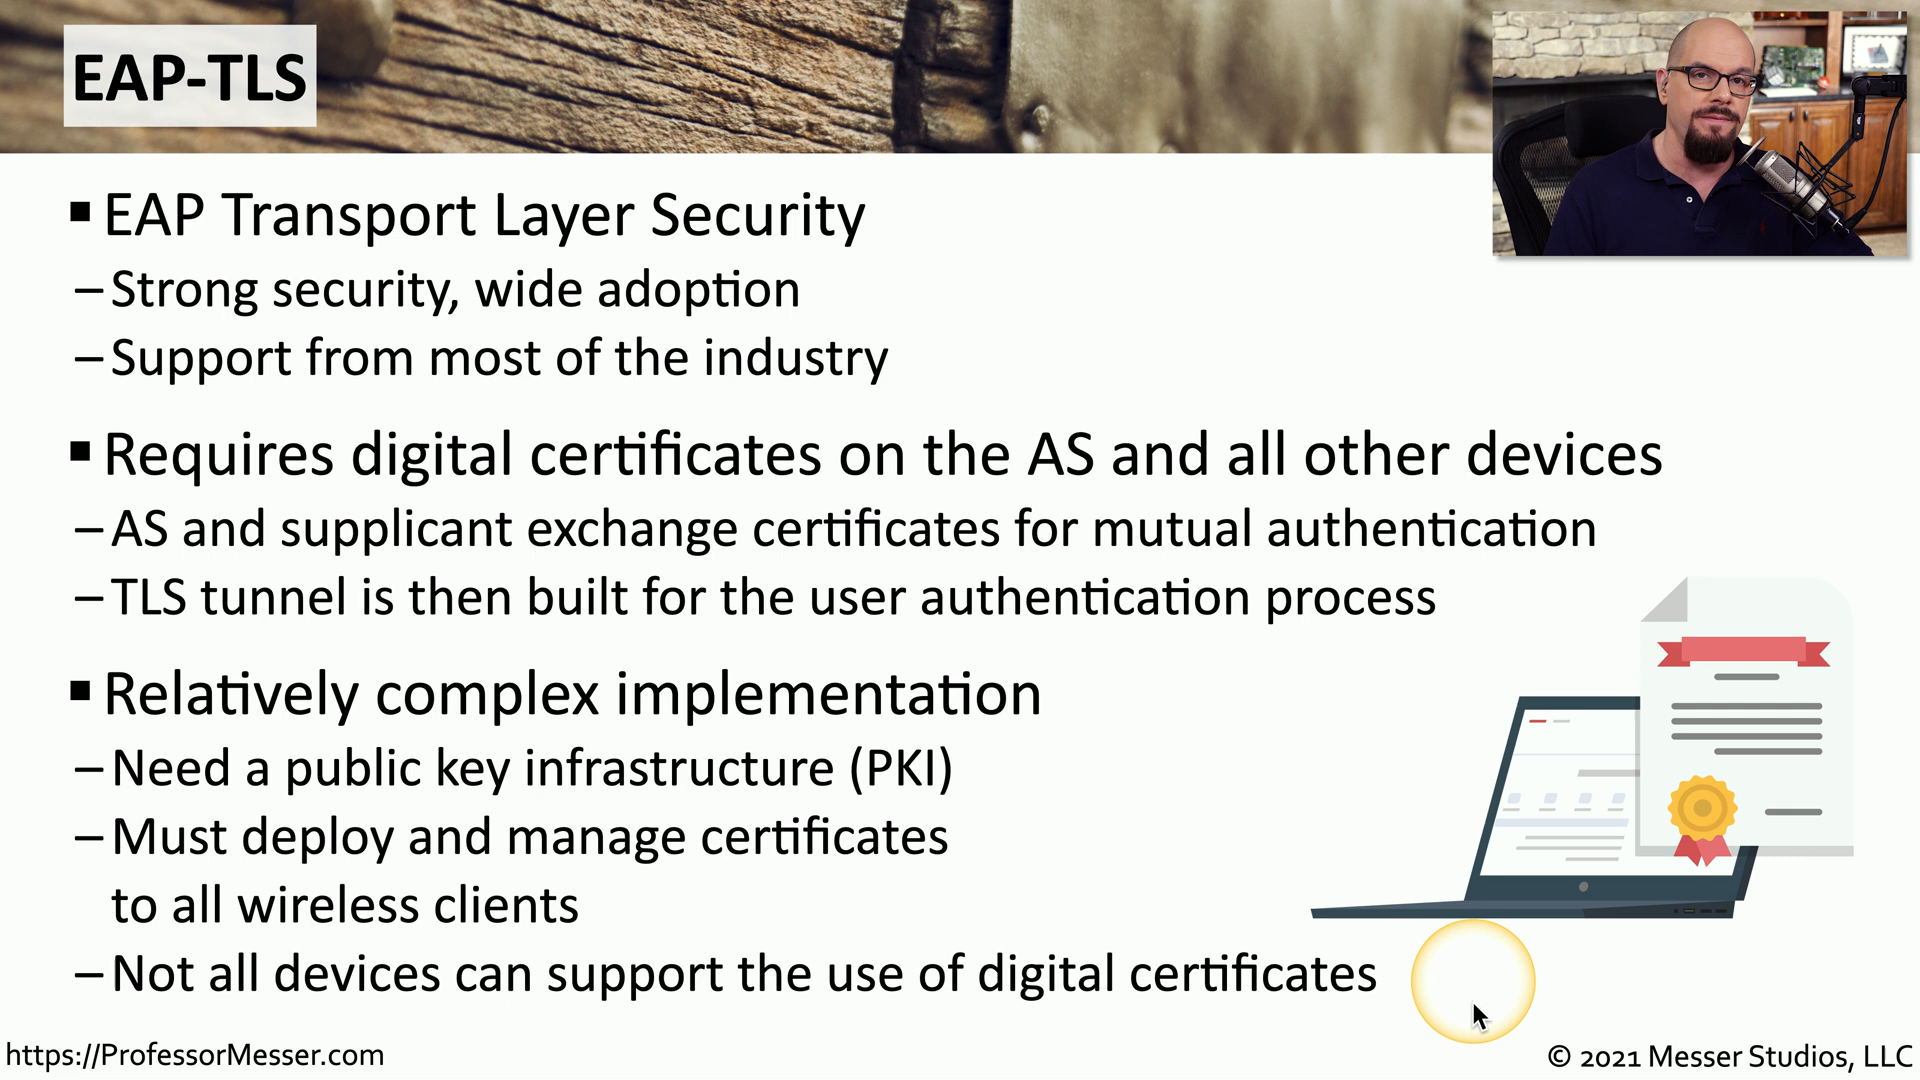 EAP-TLS
▪ EAP Transport Layer Security
– Strong security, wide adoption
– Support from most of the industry
▪ Requires digital certificates on the AS and all other devices
– AS and supplicant exchange certificates for mutual authentication
– TLS tunnel is then built for the user authentication process
▪ Relatively complex implementation
– Need a public key infrastructure (PKI)
– Must deploy and manage certificates
to all wireless clients
– Not all devices can support the use of digital certificates
https://ProfessorMesser.com
© 2021 Messer Studios, LLC